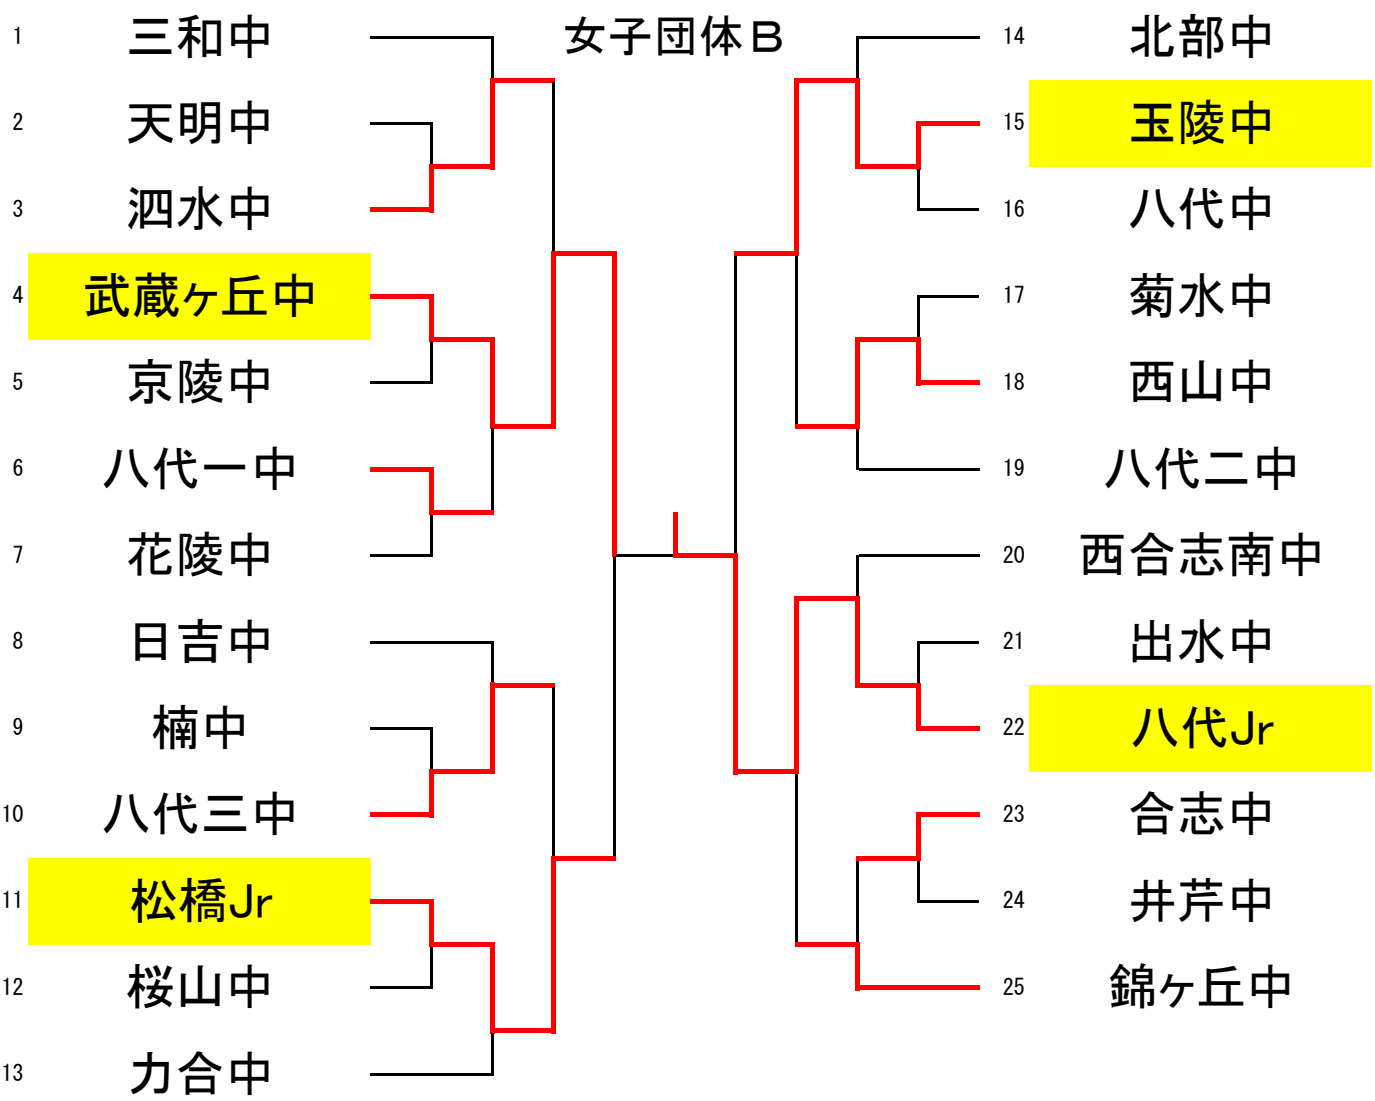 女子団体B
1 三和中
2 天明中
3 泗水中
4 武蔵ヶ丘中
5 京陵中
6 八代一中
7 花陵中
8 日吉中
9 楠中
10 八代三中
11 松橋Jr
12 桜山中
13 力合中
14 北部中
15 玉陵中
16 八代中
17 菊水中
18 西山中
19 八代二中
20 西合志南中
21 出水中
22 八代Jr
23 合志中
24 井芹中
25 錦ヶ丘中